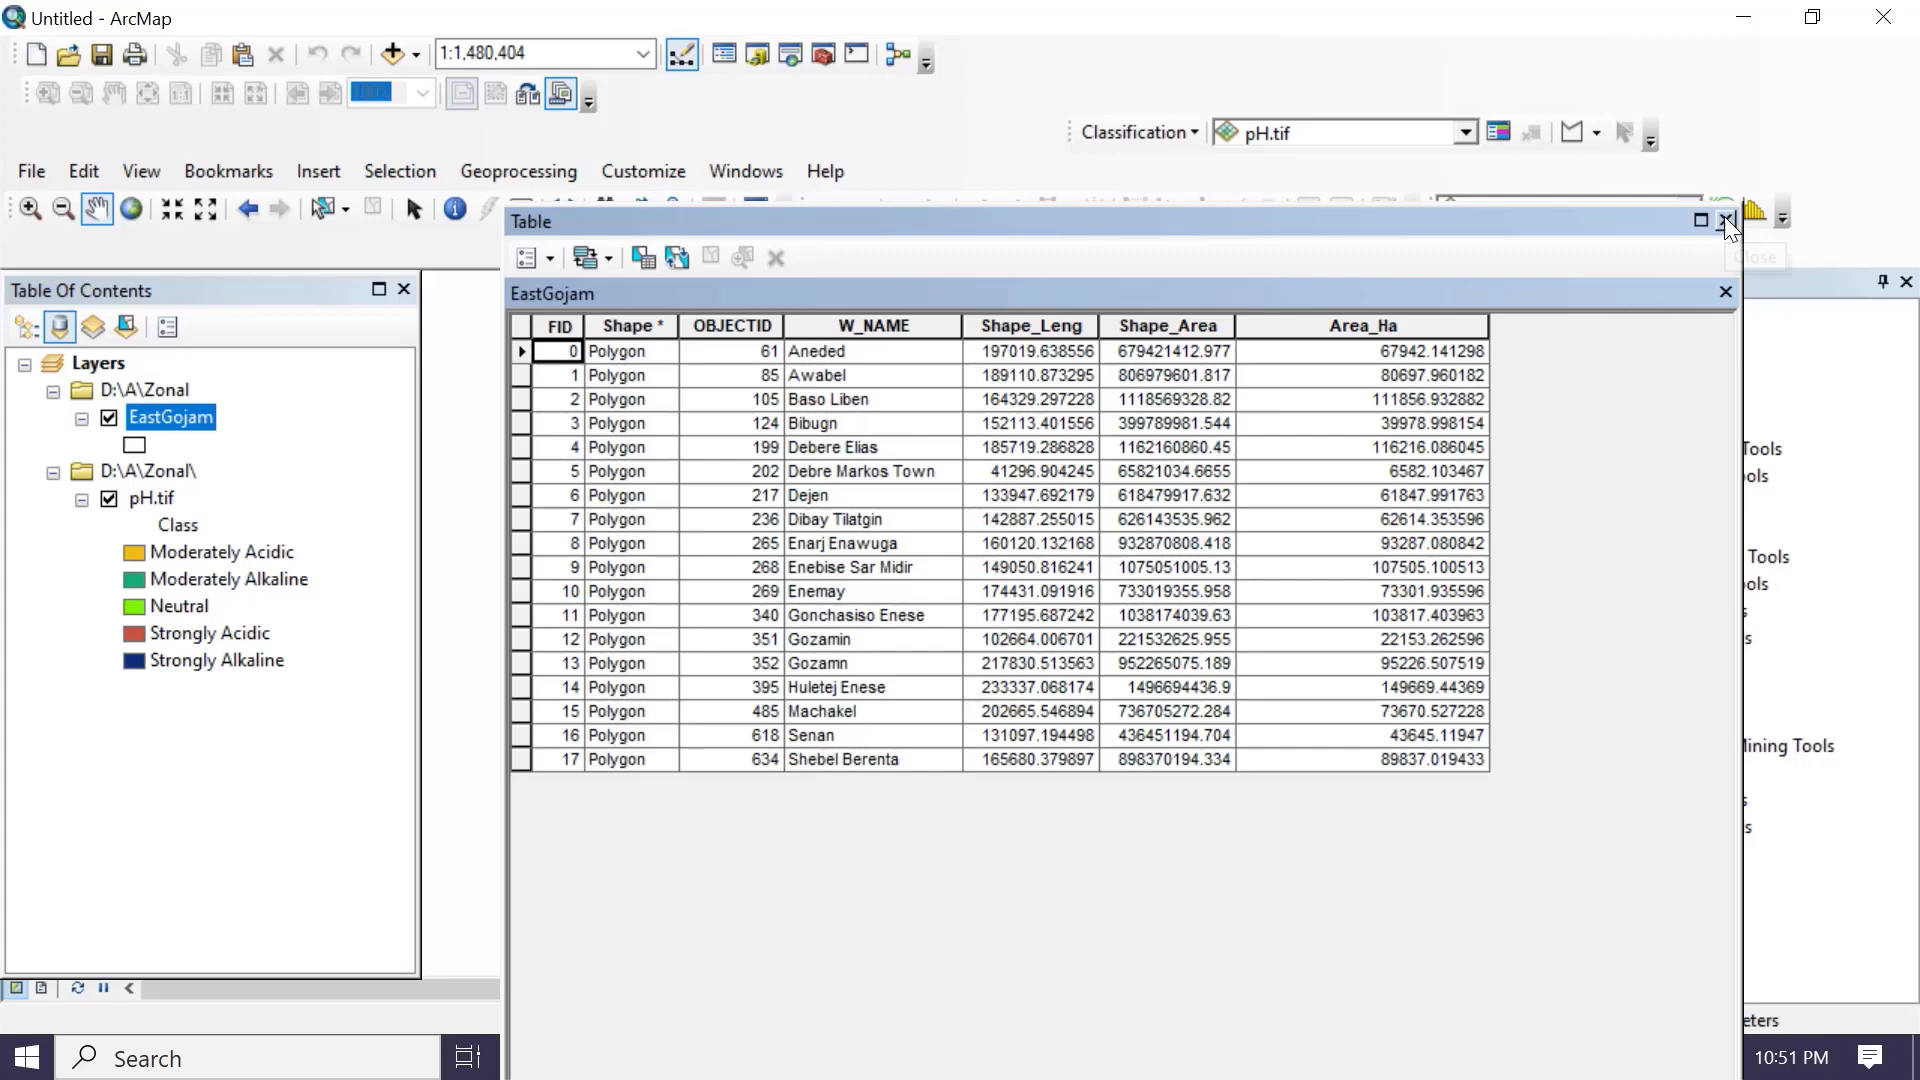 Untitled - ArcMap
1:1,480,404
100%
Classification pH.tif
File Edit View Bookmarks Insert Selection Geoprocessing Customize Windows Help
Table
Close
Table Of Contents
EastGojam
FID Shape * OBJECTID W_NAME Shape_Leng Shape_Area Area_Ha
0 Polygon 61 Aneded 197019.638556 679421412.977 67942.141298
1 Polygon 85 Awabel 189110.873295 806979601.817 80697.960182
2 Polygon 105 Baso Liben 164329.297228 1118569328.82 111856.932882
3 Polygon 124 Bibugn 152113.401556 399789981.544 39978.998154
4 Polygon 199 Debere Elias 185719.286828 1162160860.45 116216.086045
5 Polygon 202 Debre Markos Town 41296.904245 65821034.6655 6582.103467
6 Polygon 217 Dejen 133947.692179 618479917.632 61847.991763
7 Polygon 236 Dibay Tilatgin 142887.255015 626143535.962 62614.353596
8 Polygon 265 Enarj Enawuga 160120.132168 932870808.418 93287.080842
9 Polygon 268 Enebise Sar Midir 149050.816241 1075051005.13 107505.100513
10 Polygon 269 Enemay 174431.091916 733019355.958 73301.935596
11 Polygon 340 Gonchasiso Enese 177195.687242 1038174039.63 103817.403963
12 Polygon 351 Gozamin 102664.006701 221532625.955 22153.262596
13 Polygon 352 Gozamn 217830.513563 952265075.189 95226.507519
14 Polygon 395 Huletej Enese 233337.068174 1496694436.9 149669.44369
15 Polygon 485 Machakel 202665.546894 736705272.284 73670.527228
16 Polygon 618 Senan 131097.194498 436451194.704 43645.11947
17 Polygon 634 Shebel Berenta 165680.379897 898370194.334 89837.019433
Layers
D:\A\Zonal
EastGojam
D:\A\Zonal\
pH.tif
Class
Moderately Acidic
Moderately Alkaline
Neutral
Strongly Acidic
Strongly Alkaline
Tools
ols
Tools
ols
s
s
ining Tools
s
s
eters
Search
10:51 PM